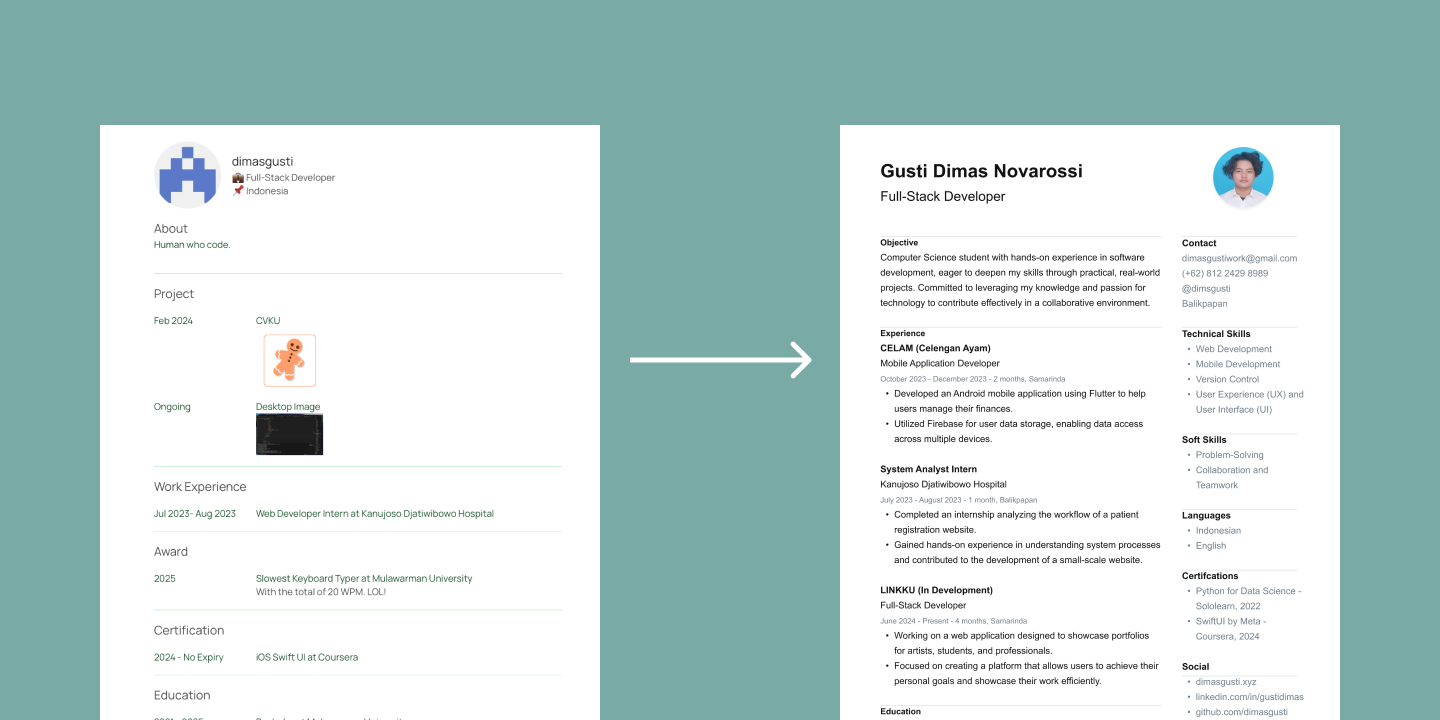 dimasgusti
Full-Stack Developer
Indonesia
About
Human who code.
Project
Feb 2024 CVKU
Ongoing Desktop Image
Work Experience
Jul 2023- Aug 2023 Web Developer Intern at Kanujoso Djatiwibowo Hospital
Award
2025 Slowest Keyboard Typer at Mulawarman University
With the total of 20 WPM. LOL!
Certification
2024 - No Expiry iOS Swift UI at Coursera
Education
Gusti Dimas Novarossi
Full-Stack Developer
Objective
Computer Science student with hands-on experience in software
development, eager to deepen my skills through practical, real-world
projects. Committed to leveraging my knowledge and passion for
technology to contribute effectively in a collaborative environment.
Experience
CELAM (Celengan Ayam)
Mobile Application Developer
October 2023 - December 2023 - 2 months, Samarinda
• Developed an Android mobile application using Flutter to help
users manage their finances.
• Utilized Firebase for user data storage, enabling data access
across multiple devices.
System Analyst Intern
Kanujoso Djatiwibowo Hospital
July 2023 - August 2023 - 1 month, Balikpapan
• Completed an internship analyzing the workflow of a patient
registration website.
• Gained hands-on experience in understanding system processes
and contributed to the development of a small-scale website.
LINKKU (In Development)
Full-Stack Developer
June 2024 - Present - 4 months, Samarinda
• Working on a web application designed to showcase portfolios
for artists, students, and professionals.
• Focused on creating a platform that allows users to achieve their
personal goals and showcase their work efficiently.
Education
Contact
dimasgustiwork@gmail.com
(+62) 812 2429 8989
@dimsgusti
Balikpapan
Technical Skills
• Web Development
• Mobile Development
• Version Control
• User Experience (UX) and
User Interface (UI)
Soft Skills
• Problem-Solving
• Collaboration and
Teamwork
Languages
• Indonesian
• English
Certifcations
• Python for Data Science -
Sololearn, 2022
• SwiftUI by Meta -
Coursera, 2024
Social
• dimasgusti.xyz
• linkedin.com/in/gustidimas
• github.com/dimasgusti